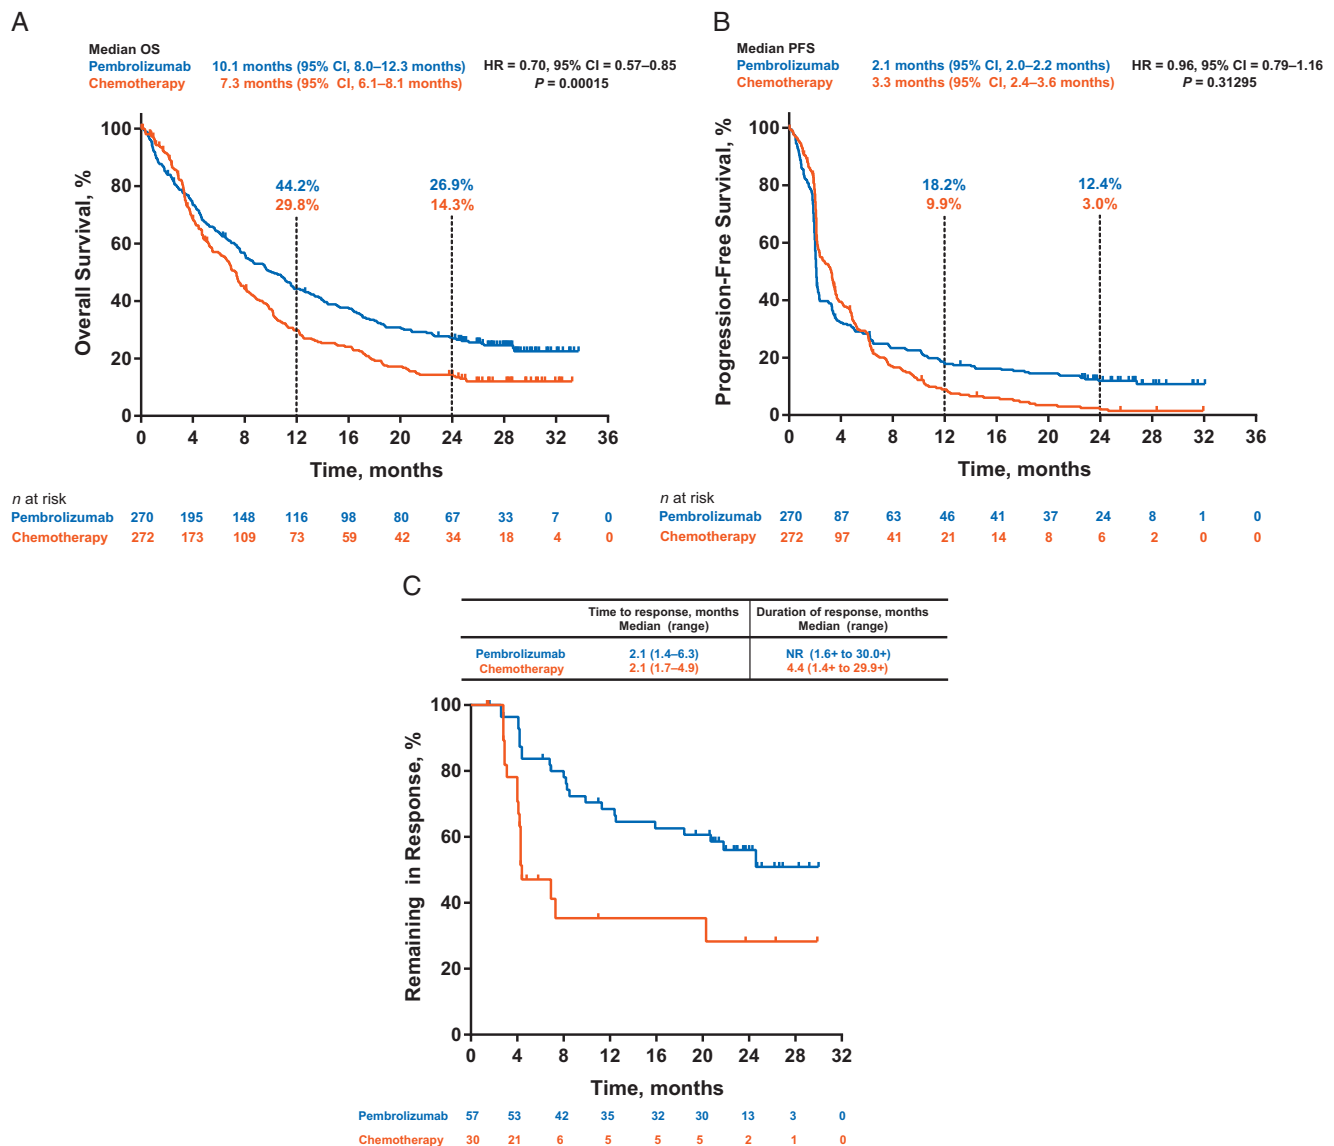 A
Median OS
Pembrolizumab 10.1 months (95% CI, 8.0–12.3 months) HR = 0.70, 95% CI = 0.57–0.85
Chemotherapy 7.3 months (95% CI, 6.1–8.1 months) P = 0.00015
Overall Survival, %
100
80
60
40
20
0
44.2% 26.9%
29.8% 14.3%
0 4 8 12 16 20 24 28 32 36
Time, months
n at risk
Pembrolizumab 270 195 148 116 98 80 67 33 7 0
Chemotherapy 272 173 109 73 59 42 34 18 4 0
B
Median PFS
Pembrolizumab 2.1 months (95% CI, 2.0–2.2 months) HR = 0.96, 95% CI = 0.79–1.16
Chemotherapy 3.3 months (95% CI, 2.4–3.6 months) P = 0.31295
Progression-Free Survival, %
100
80
60
40
20
0
18.2% 12.4%
9.9% 3.0%
0 4 8 12 16 20 24 28 32 36
Time, months
n at risk
Pembrolizumab 270 87 63 46 41 37 24 8 1 0
Chemotherapy 272 97 41 21 14 8 6 2 0 0
C
Time to response, months Duration of response, months
Median (range) Median (range)
Pembrolizumab 2.1 (1.4–6.3) NR (1.6+ to 30.0+)
Chemotherapy 2.1 (1.7–4.9) 4.4 (1.4+ to 29.9+)
Remaining in Response, %
100
80
60
40
20
0
0 4 8 12 16 20 24 28 32
Time, months
Pembrolizumab 57 53 42 35 32 30 13 3 0
Chemotherapy 30 21 6 5 5 5 2 1 0